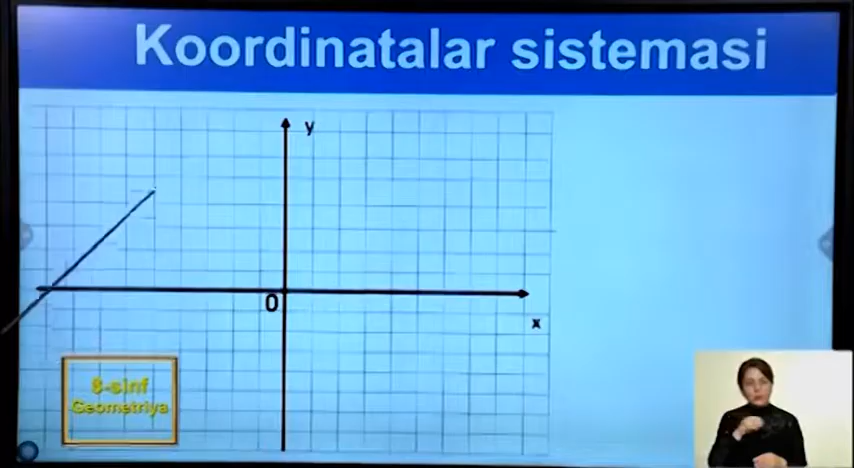 Koordinatalar sistemasi
y
0
x
8-sinf
Geometriya